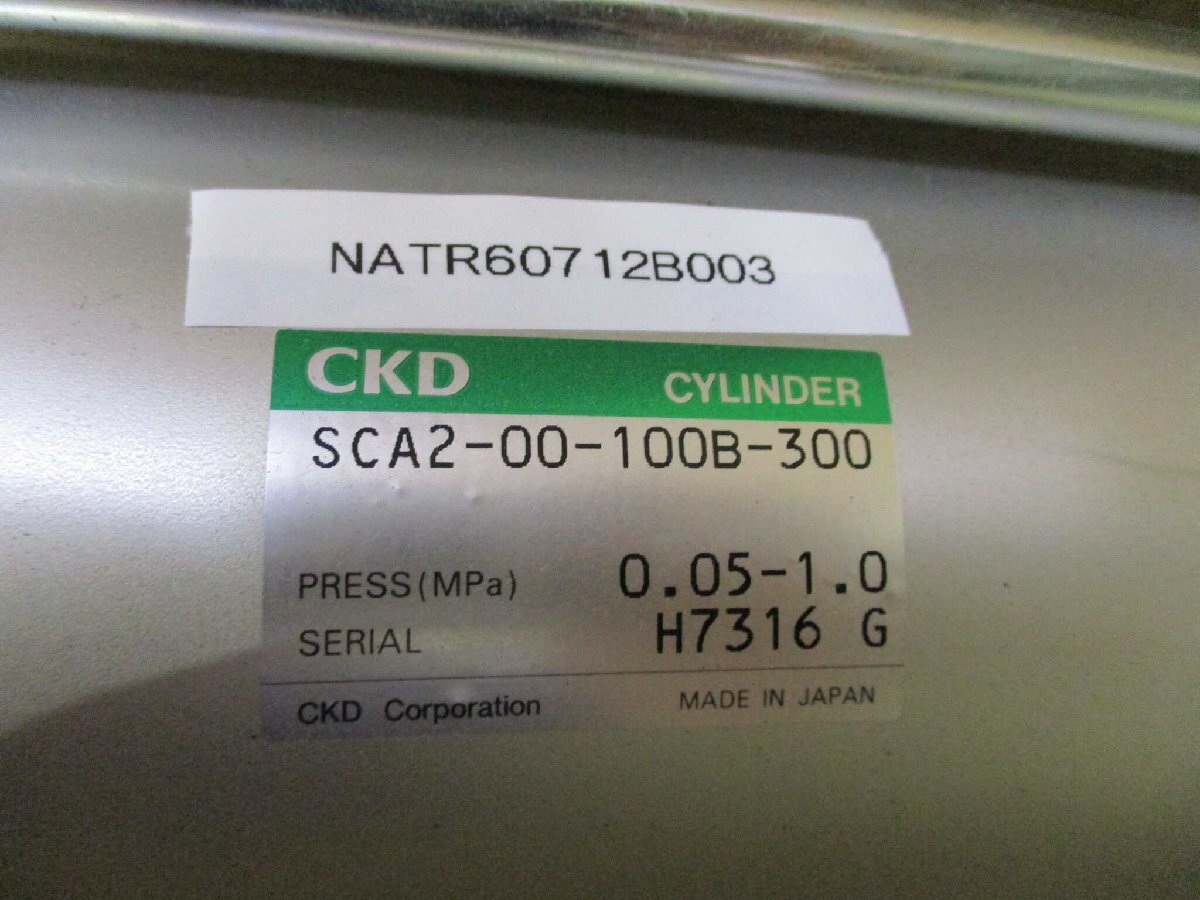 NATR60712B003
CKD CYLINDER
SCA2-00-100B-300
PRESS(MPa) 0.05-1.0
SERIAL H7316 G
CKD Corporation MADE IN JAPAN